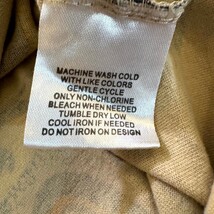 MACHINE WASH COLD
WITH LIKE COLORS
GENTLE CYCLE
ONLY NON-CHLORINE
BLEACH WHEN NEEDED
TUMBLE DRY LOW
COOL IRON IF NEEDED
DO NOT IRON ON DESIGN